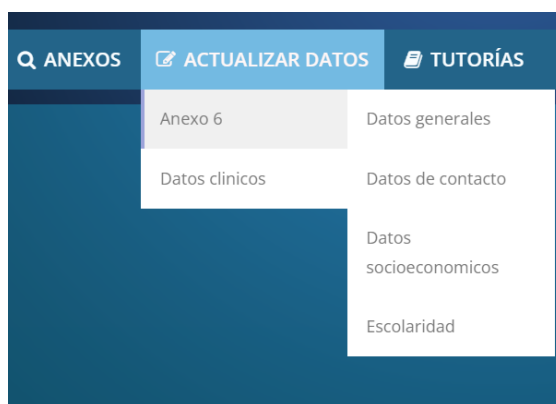 ANEXOS
ACTUALIZAR DATOS
TUTORÍAS
Anexo 6
Datos clinicos
Datos generales
Datos de contacto
Datos
socioeconomicos
Escolaridad